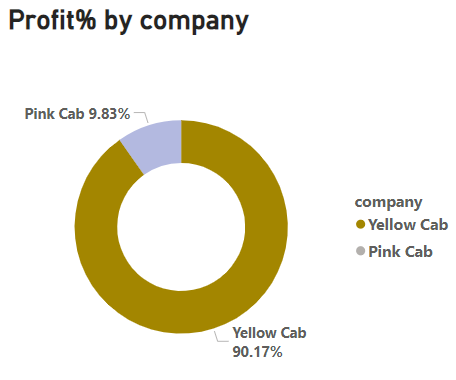 Profit% by company
Pink Cab 9.83%
company
Yellow Cab
Pink Cab
Yellow Cab
90.17%